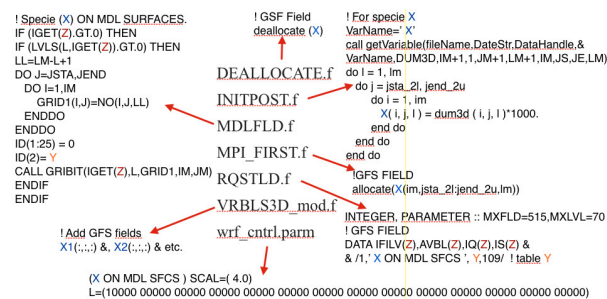 ! Specie (X) ON MDL SURFACES.
IF (IGET(Z).GT.0) THEN
IF (LVLS(L,IGET(Z)).GT.0) THEN
LL=LM-L+1
DO J=JSTA,JEND
DO I=1,IM
GRID1(I,J)=NO(I,J,LL)
ENDDO
ENDDO
ID(1:25) = 0
ID(2)= Y
CALL GRIBIT(IGET(Z),L,GRID1,IM,JM)
ENDIF
ENDIF
! Add GFS fields
X1(:,:,:) &, X2(:,:,:) & etc.
! GSF Field
deallocate (X)
DEALLOCATE.f
INITPOST.f
MDLFLD.f
MPI_FIRST.f
RQSTLD.f
VRBLS3D_mod.f
wrf_cntrl.parm
! For specie X
VarName=' X'
call getVariable(fileName,DateStr,DataHandle,&
VarName,DUM3D,IM+1,1,JM+1,LM+1,IM,JS,JE,LM)
do l = 1, lm
do j = jsta_2l, jend_2u
do i = 1, im
X( i, j, l ) = dum3d ( i, j, l )*1000.
end do
end do
end do
!GFS FIELD
allocate(X(im,jsta_2l:jend_2u,lm))
INTEGER, PARAMETER :: MXFLD=515,MXLVL=70
! GFS FIELD
DATA IFILV(Z),AVBL(Z),IQ(Z),IS(Z) &
& /1,' X ON MDL SFCS ', Y,109/ ! table Y
(X ON MDL SFCS ) SCAL=( 4.0)
L=(10000 00000 00000 00000 00000 00000 00000 00000 00000 00000 00000 00000 00000 00000)